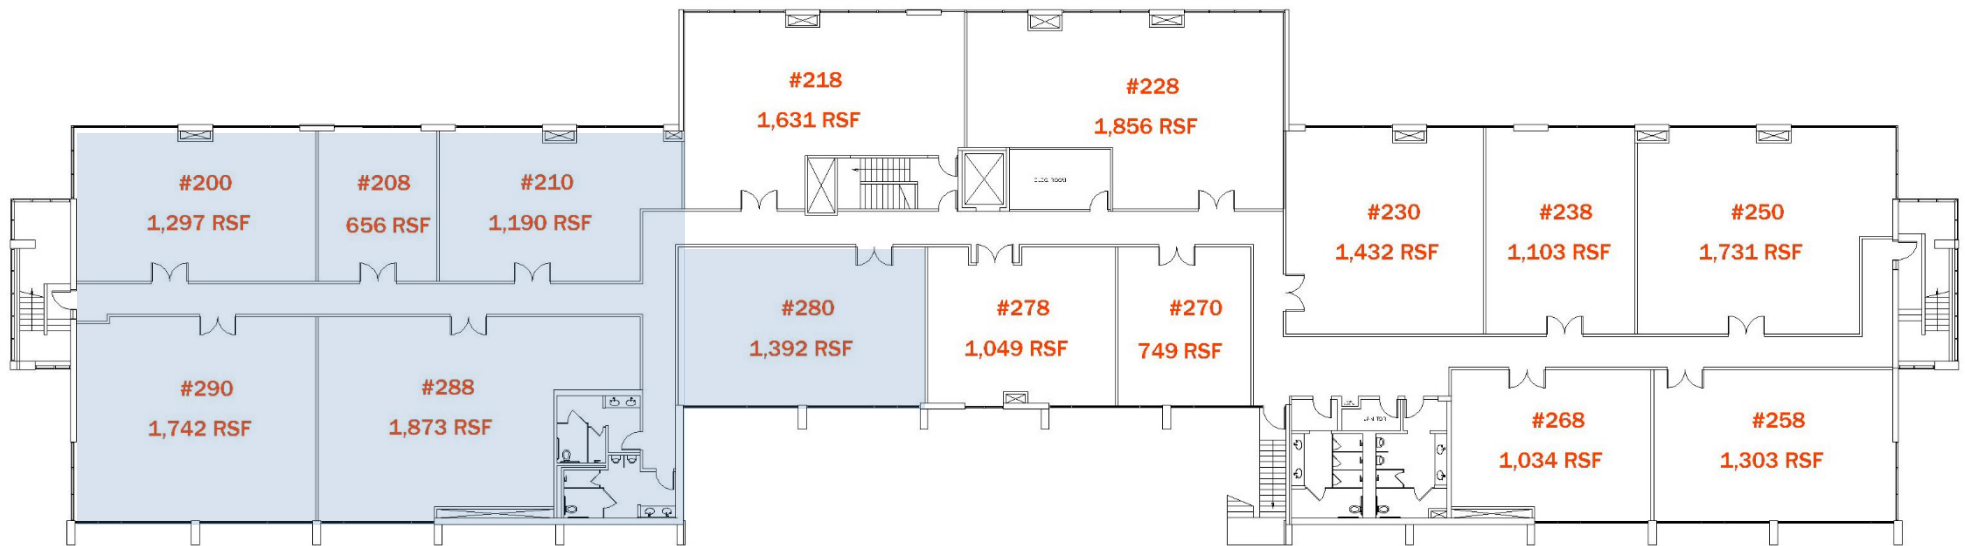 #218
1,631 RSF
#228
1,856 RSF
#200
1,297 RSF
#208
656 RSF
#210
1,190 RSF
#230
1,432 RSF
#238
1,103 RSF
#250
1,731 RSF
#280
1,392 RSF
#278
1,049 RSF
#270
749 RSF
#290
1,742 RSF
#288
1,873 RSF
#268
1,034 RSF
#258
1,303 RSF